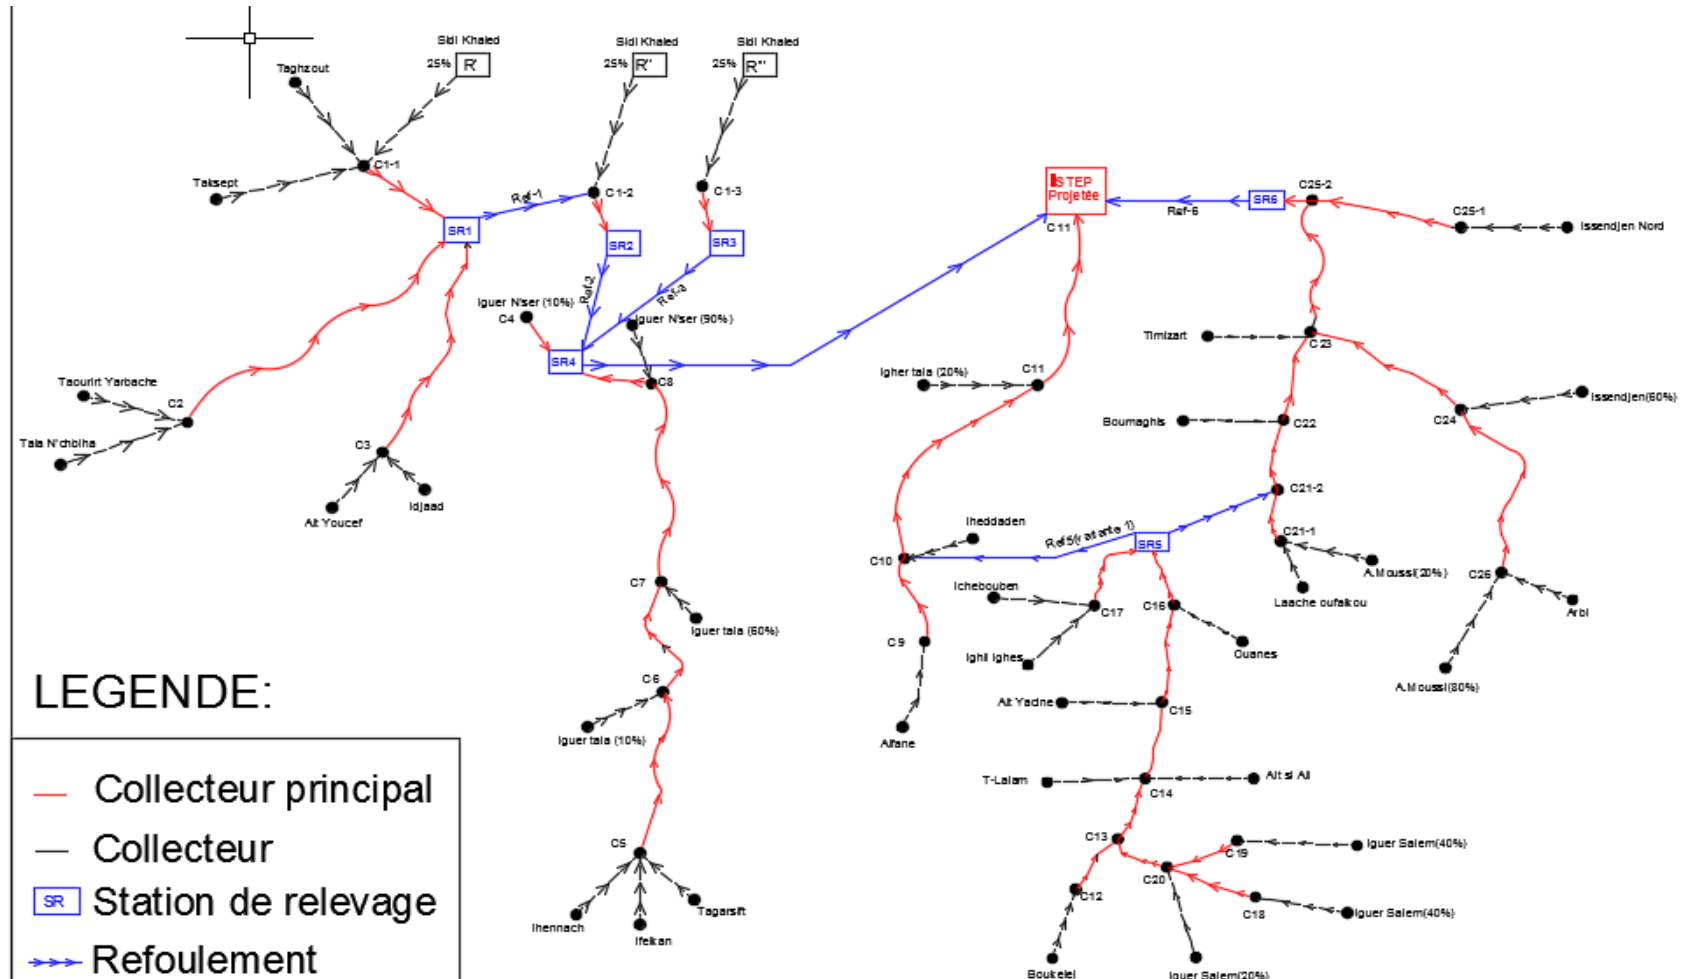 Sidi Khaled
25% R'
Sidi Khaled
25% R''
Sidi Khaled
25% R'''
Taghzout
C1-1
Taksept
SR1
Ref-1
C1-2
C1-3
SR2
SR3
Ref-2
Ref-3
Iguer N'ser (10%)
C4
Iguer N'ser (90%)
SR4
C8
Taourirt Yarbache
C2
Tala N'chbiha
C3
Ait Youcef
Idjaad
C7
Iguer tala (60%)
C6
Iguer tala (10%)
C5
Ihennach
Ifelkan
Tagarsift
STEP
Projetée
C11
Ref-6
SR6
C25-2
C25-1
Issendjen Nord
Timizart
C23
Igher tala (20%)
C11
Boumaghis
C22
C24
Issendjen(60%)
C21-2
Iheddaden
Ref5(variante 1)
SR5
C10
C21-1
A.Moussi(20%)
Laache oufalkou
C26
Arbi
A.Moussi(80%)
Ichebouben
C17
C16
Ighil Ighes
Ouanes
C9
Aifane
Ait Yacine
C15
T-Lalam
Ait si Ali
C14
C13
C19
Iguer Salem(40%)
C20
C12
C18
Iguer Salem(40%)
Boukelel
Iguer Salem(20%)
LEGENDE:
Collecteur principal
Collecteur
SR Station de relevage
Refoulement